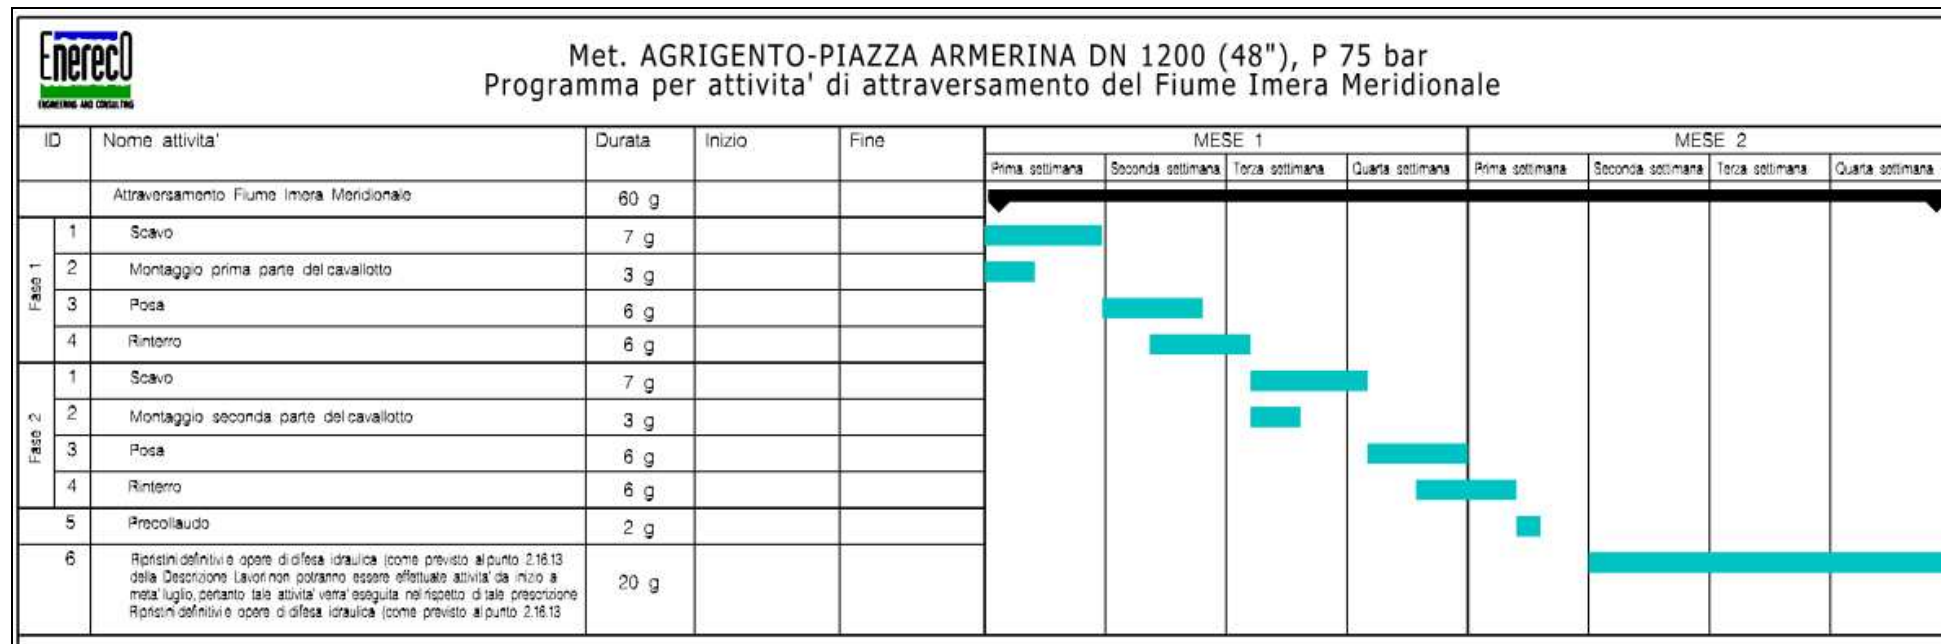 EnerecO
ENGINEERING AND CONSULTING
Met. AGRIGENTO-PIAZZA ARMERINA DN 1200 (48"), P 75 bar
Programma per attivita' di attraversamento del Fiume Imera Meridionale
ID Nome attivita' Durata Inizio Fine MESE 1 MESE 2
Prima settimana Seconda settimana Terza settimana Quarta settimana Prima settimana Seconda settimana Terza settimana Quarta settimana
Attraversamento Fiume Imera Meridionale 60 g
Fase 1
1 Scavo 7 g
2 Montaggio prima parte del cavallotto 3 g
3 Posa 6 g
4 Rinterro 6 g
Fase 2
1 Scavo 7 g
2 Montaggio seconda parte del cavallotto 3 g
3 Posa 6 g
4 Rinterro 6 g
5 Precollaudo 2 g
6 Ripristini definitivi e opere di difesa idraulica (come previsto al punto 2.16.13
della Descrizione Lavori non potranno essere effettuate attivita' da inizio a
meta' luglio, pertanto tale attivita' verra' eseguita nel rispetto di tale prescrizione
Ripristini definitivi e opere di difesa idraulica (come previsto al punto 2.16.13
20 g